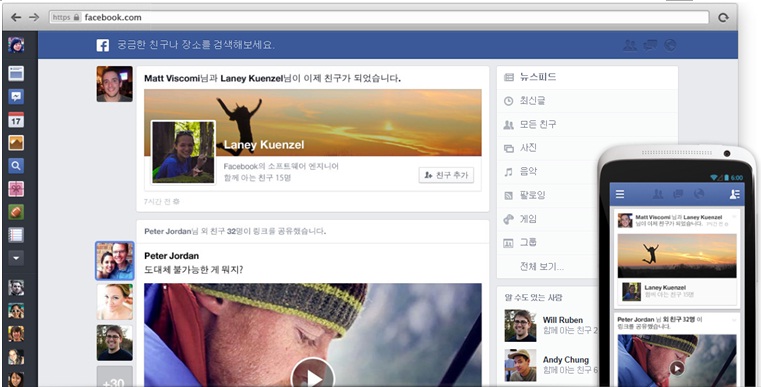 https facebook.com
f 궁금한 친구나 장소를 검색해보세요.
17
Matt Viscomi님과 Laney Kuenzel님이 이제 친구가 되었습니다.
Laney Kuenzel
Facebook의 소프트웨어 엔지니어
함께 아는 친구 15명
친구 추가
7시간 전
Peter Jordan님 외 친구 32명이 링크를 공유했습니다.
Peter Jordan
도대체 불가능한 게 뭐지?
+30
뉴스피드
최신글
모든 친구
사진
음악
팔로잉
게임
그룹
전체 보기...
알 수도 있는 사람
Will Ruben
함께 아는 친구 2
Andy Chung
함께 아는 친구
6:00
Matt Viscomi 님과 Laney Kuenzel
님이 이제 친구가 되었습니다.
Laney Kuenzel
함께 아는 친구 15명
Peter Jordan 님 외 친구 32명 이
링크를 공유했습니다.